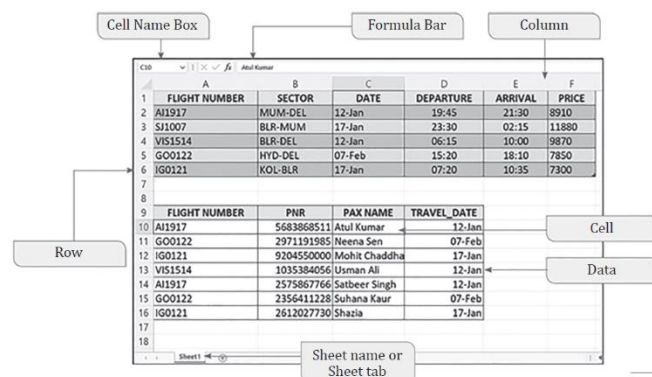 Cell Name Box Formula Bar Column
C10 fx Atul Kumar
A B C D E F
1 FLIGHT NUMBER SECTOR DATE DEPARTURE ARRIVAL PRICE
2 AI1917 MUM-DEL 12-Jan 19:45 21:30 8910
3 SJ1007 BLR-MUM 17-Jan 23:30 02:15 11880
4 VIS1514 BLR-DEL 12-Jan 06:15 10:00 9870
5 GO0122 HYD-DEL 07-Feb 15:20 18:10 7850
6 IG0121 KOL-BLR 17-Jan 07:20 10:35 7300
7
8
9 FLIGHT NUMBER PNR PAX NAME TRAVEL_DATE
10 AI1917 5683868511 Atul Kumar 12-Jan
11 GO0122 2971191985 Neena Sen 07-Feb
12 IG0121 9204550000 Mohit Chaddha 17-Jan
13 VIS1514 1035384056 Usman Ali 12-Jan
14 AI1917 2575867766 Satbeer Singh 12-Jan
15 GO0122 2356411228 Suhana Kaur 07-Feb
16 IG0121 2612027730 Shazia 17-Jan
17
18
Row
Cell
Data
Sheet1
Sheet name or
Sheet tab